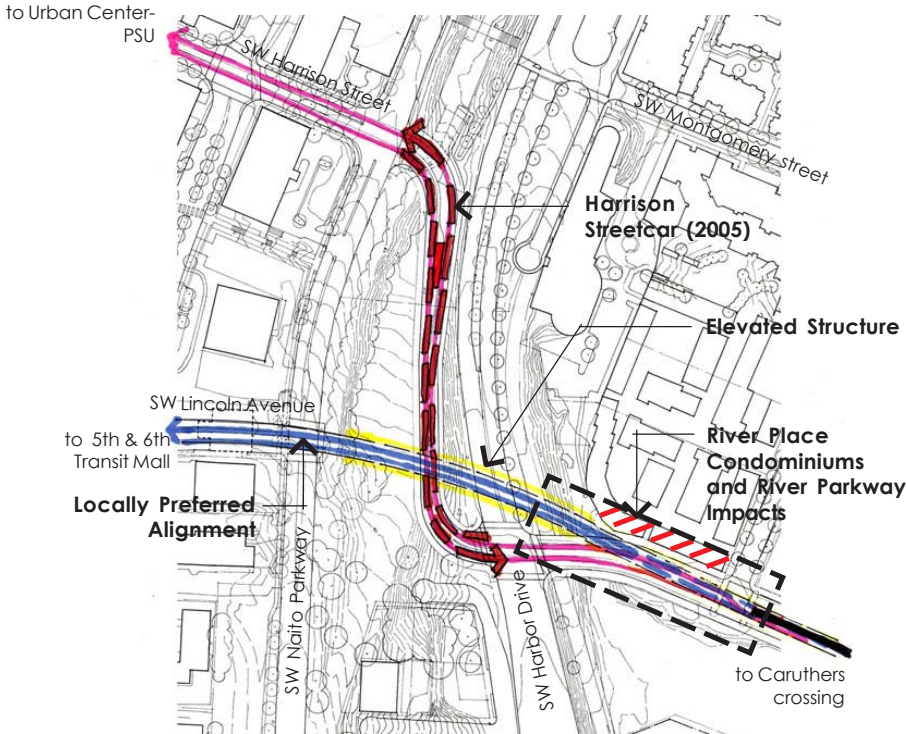 to Urban Center-
PSU
SW Harrison Street
SW Montgomery street
Harrison
Streetcar (2005)
Elevated Structure
SW Lincoln Avenue
to 5th & 6th
Transit Mall
River Place
Condominiums
and River Parkway
Impacts
Locally Preferred
Alignment
SW Naito Parkway
SW Harbor Drive
to Caruthers
crossing